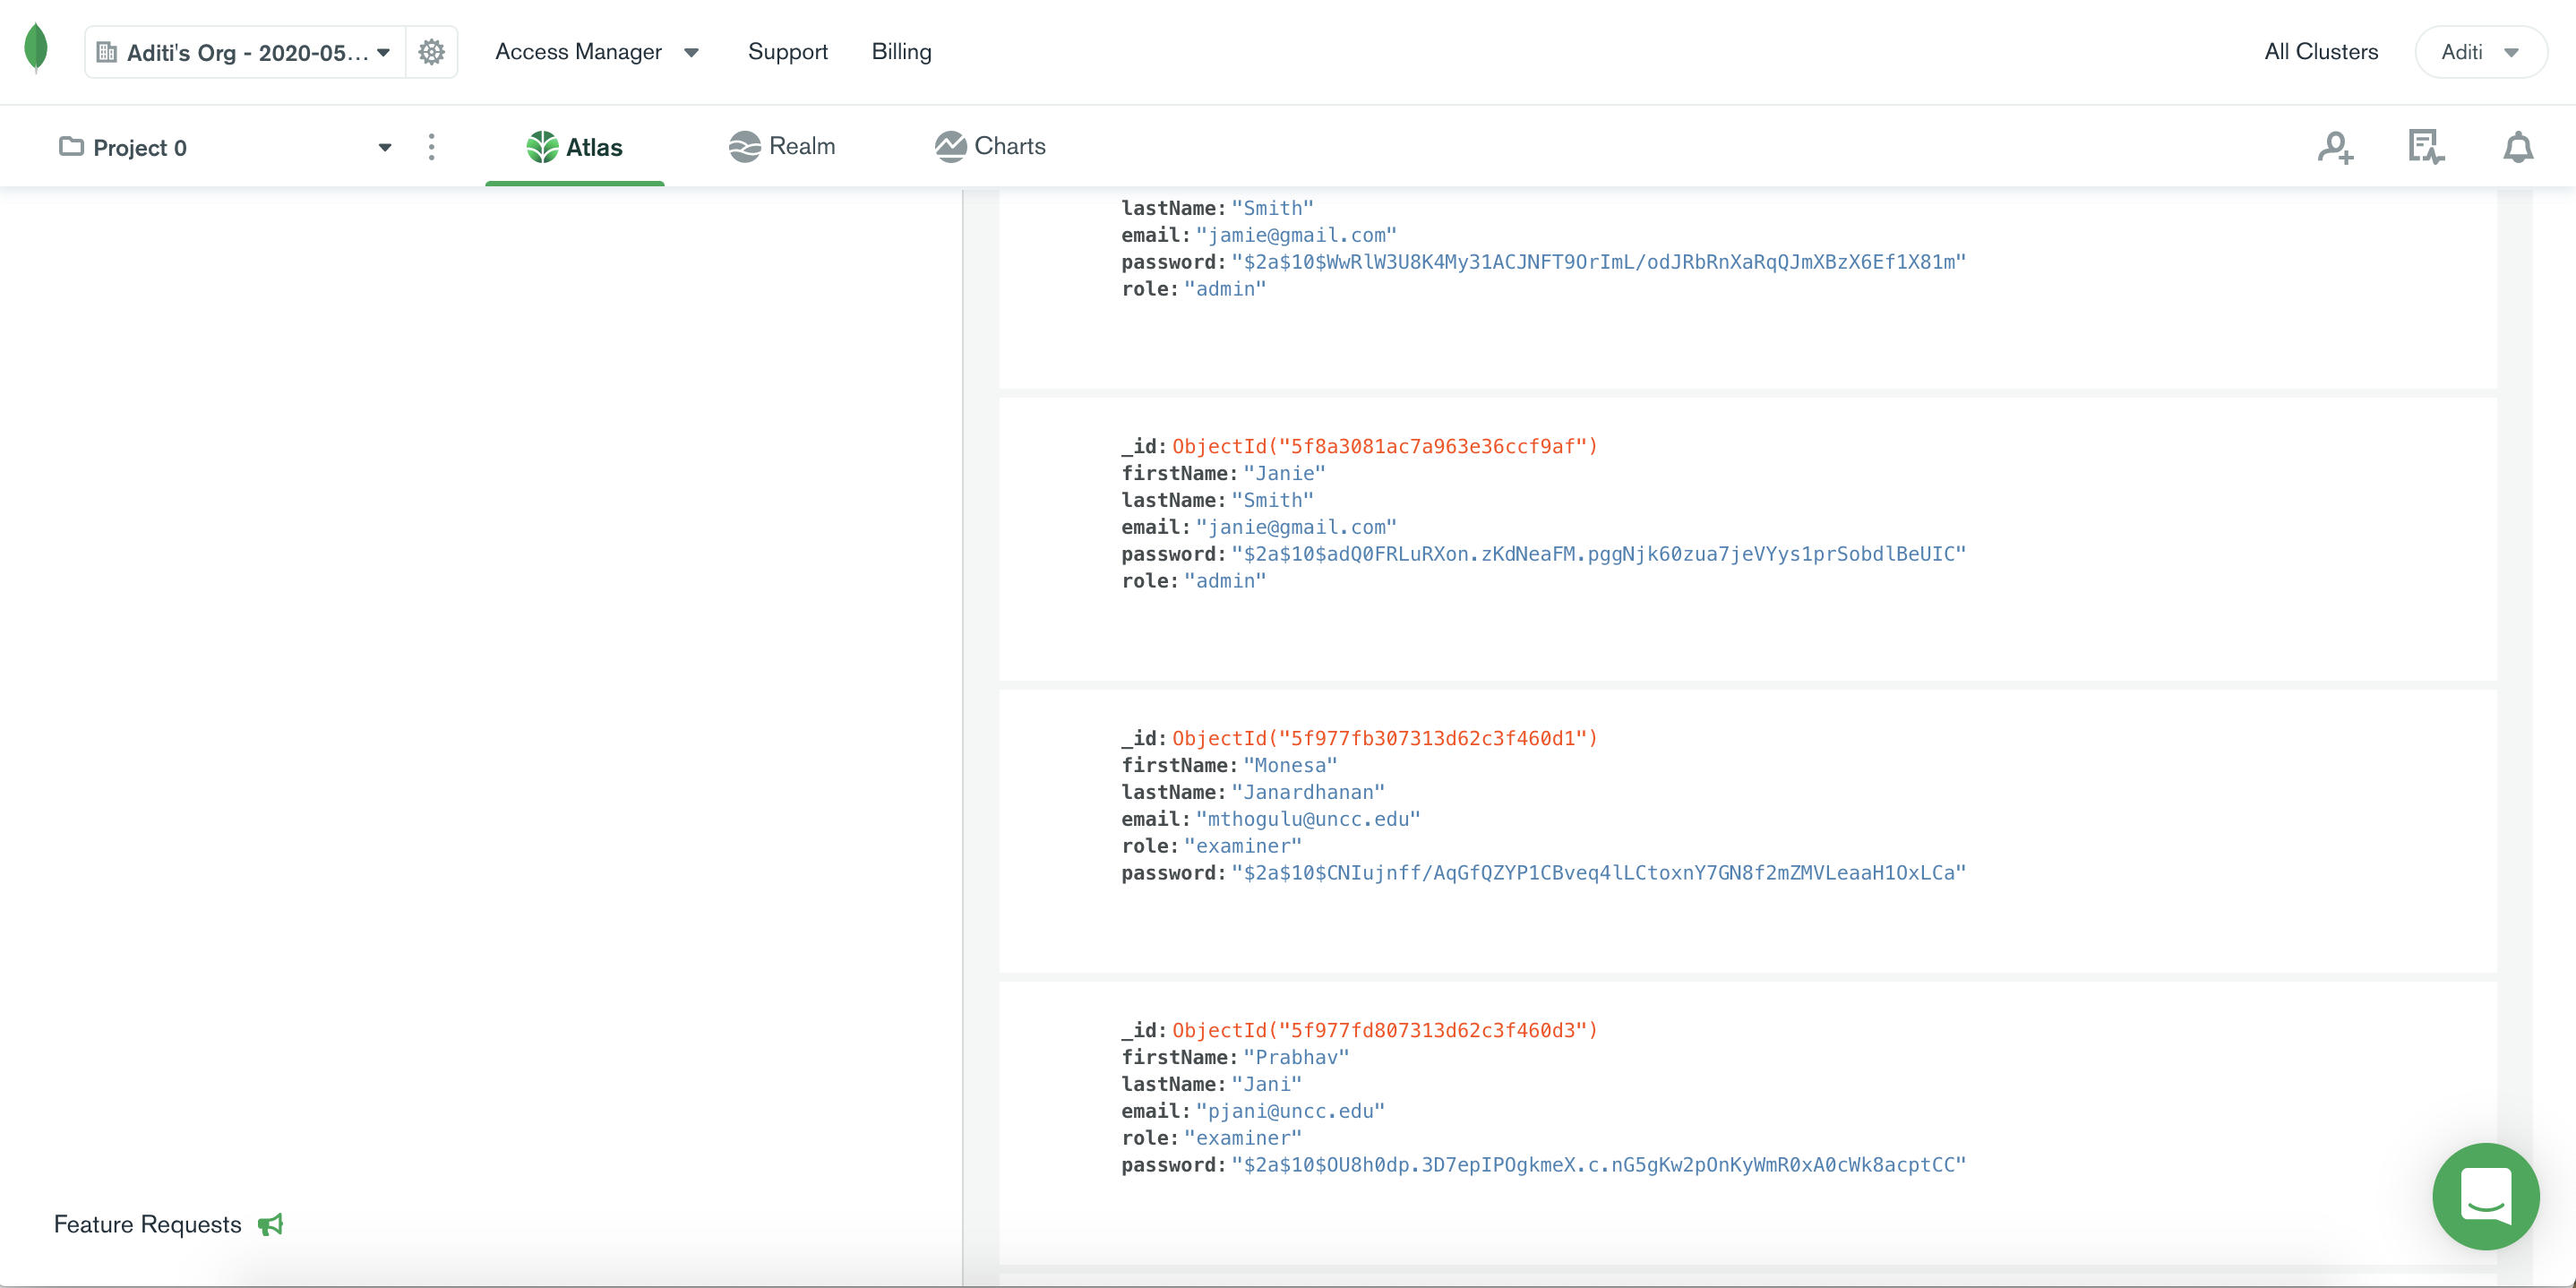 Aditi's Org - 2020-05...
Access Manager
Support
Billing
All Clusters
Aditi
Project 0
Atlas
Realm
Charts
lastName: "Smith"
email: "jamie@gmail.com"
password: "$2a$10$WwRlW3U8K4My31ACJNFT9OrImL/odJRbRnXaRqQJmXBzX6Ef1X81m"
role: "admin"
_id: ObjectId("5f8a3081ac7a963e36ccf9af")
firstName: "Janie"
lastName: "Smith"
email: "janie@gmail.com"
password: "$2a$10$adQ0FRLuRXon.zKdNeaFM.pggNjk60zua7jeVYys1prSobdlBeUIC"
role: "admin"
_id: ObjectId("5f977fb307313d62c3f460d1")
firstName: "Monesa"
lastName: "Janardhanan"
email: "mthogulu@uncc.edu"
role: "examiner"
password: "$2a$10$CNIujnff/AqGfQZYP1CBveq4lLCtoxnY7GN8f2mZMVLeaaH1OxLCa"
_id: ObjectId("5f977fd807313d62c3f460d3")
firstName: "Prabhav"
lastName: "Jani"
email: "pjani@uncc.edu"
role: "examiner"
password: "$2a$10$OU8h0dp.3D7epIPOgkmeX.c.nG5gKw2pOnKyWmR0xA0cWk8acptCC"
Feature Requests